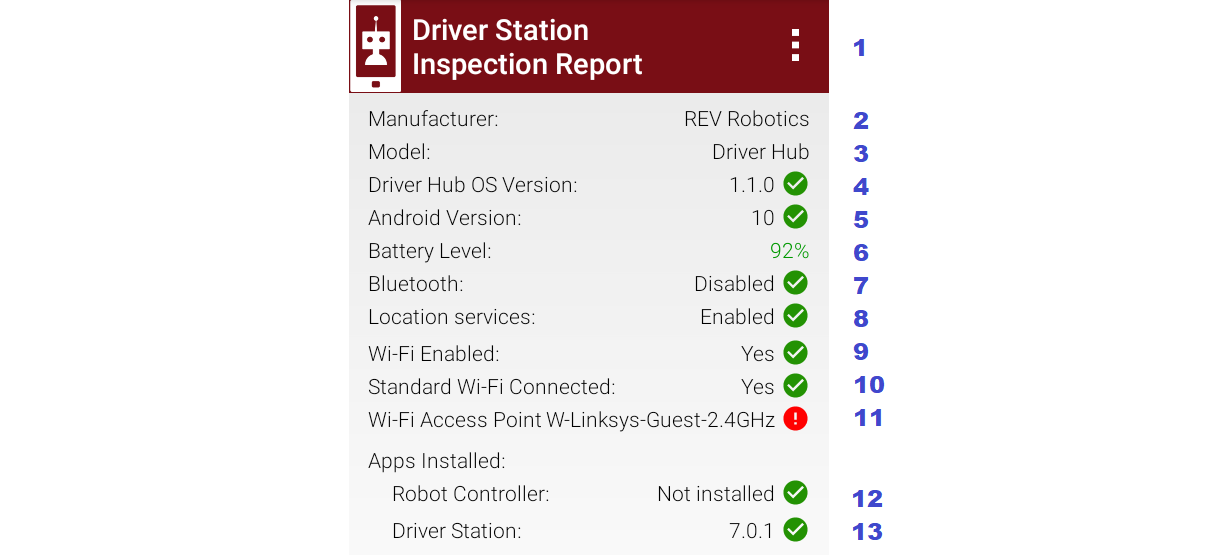 Driver Station
Inspection Report 1
Manufacturer: REV Robotics 2
Model: Driver Hub 3
Driver Hub OS Version: 1.1.0 4
Android Version: 10 5
Battery Level: 92% 6
Bluetooth: Disabled 7
Location services: Enabled 8
Wi-Fi Enabled: Yes 9
Standard Wi-Fi Connected: Yes 10
Wi-Fi Access Point W-Linksys-Guest-2.4GHz 11
Apps Installed:
Robot Controller: Not installed 12
Driver Station: 7.0.1 13